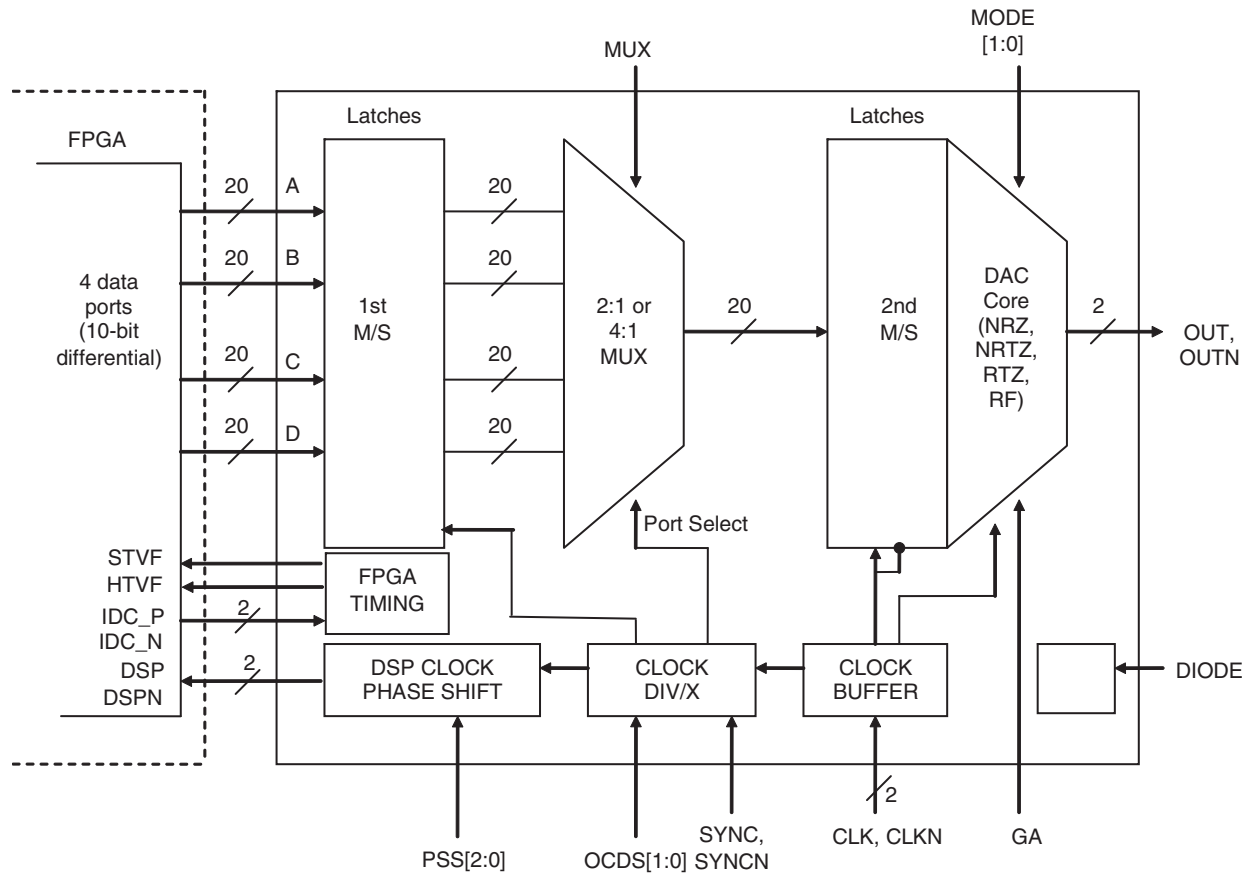 MODE
[1:0]
MUX
Latches
Latches
FPGA
20
A
20
20
B
20
4 data
ports
(10-bit
differential)
1st
M/S
2:1 or
4:1
MUX
20
2nd
M/S
DAC
Core
(NRZ,
NRTZ,
RTZ,
RF)
2
OUT,
OUTN
20
C
20
20
D
20
Port Select
STVF
HTVF
IDC_P
IDC_N
2
FPGA
TIMING
DSP
DSPN
2
DSP CLOCK
PHASE SHIFT
CLOCK
DIV/X
CLOCK
BUFFER
DIODE
2
PSS[2:0]
OCDS[1:0]
SYNC,
SYNCN
CLK, CLKN
GA